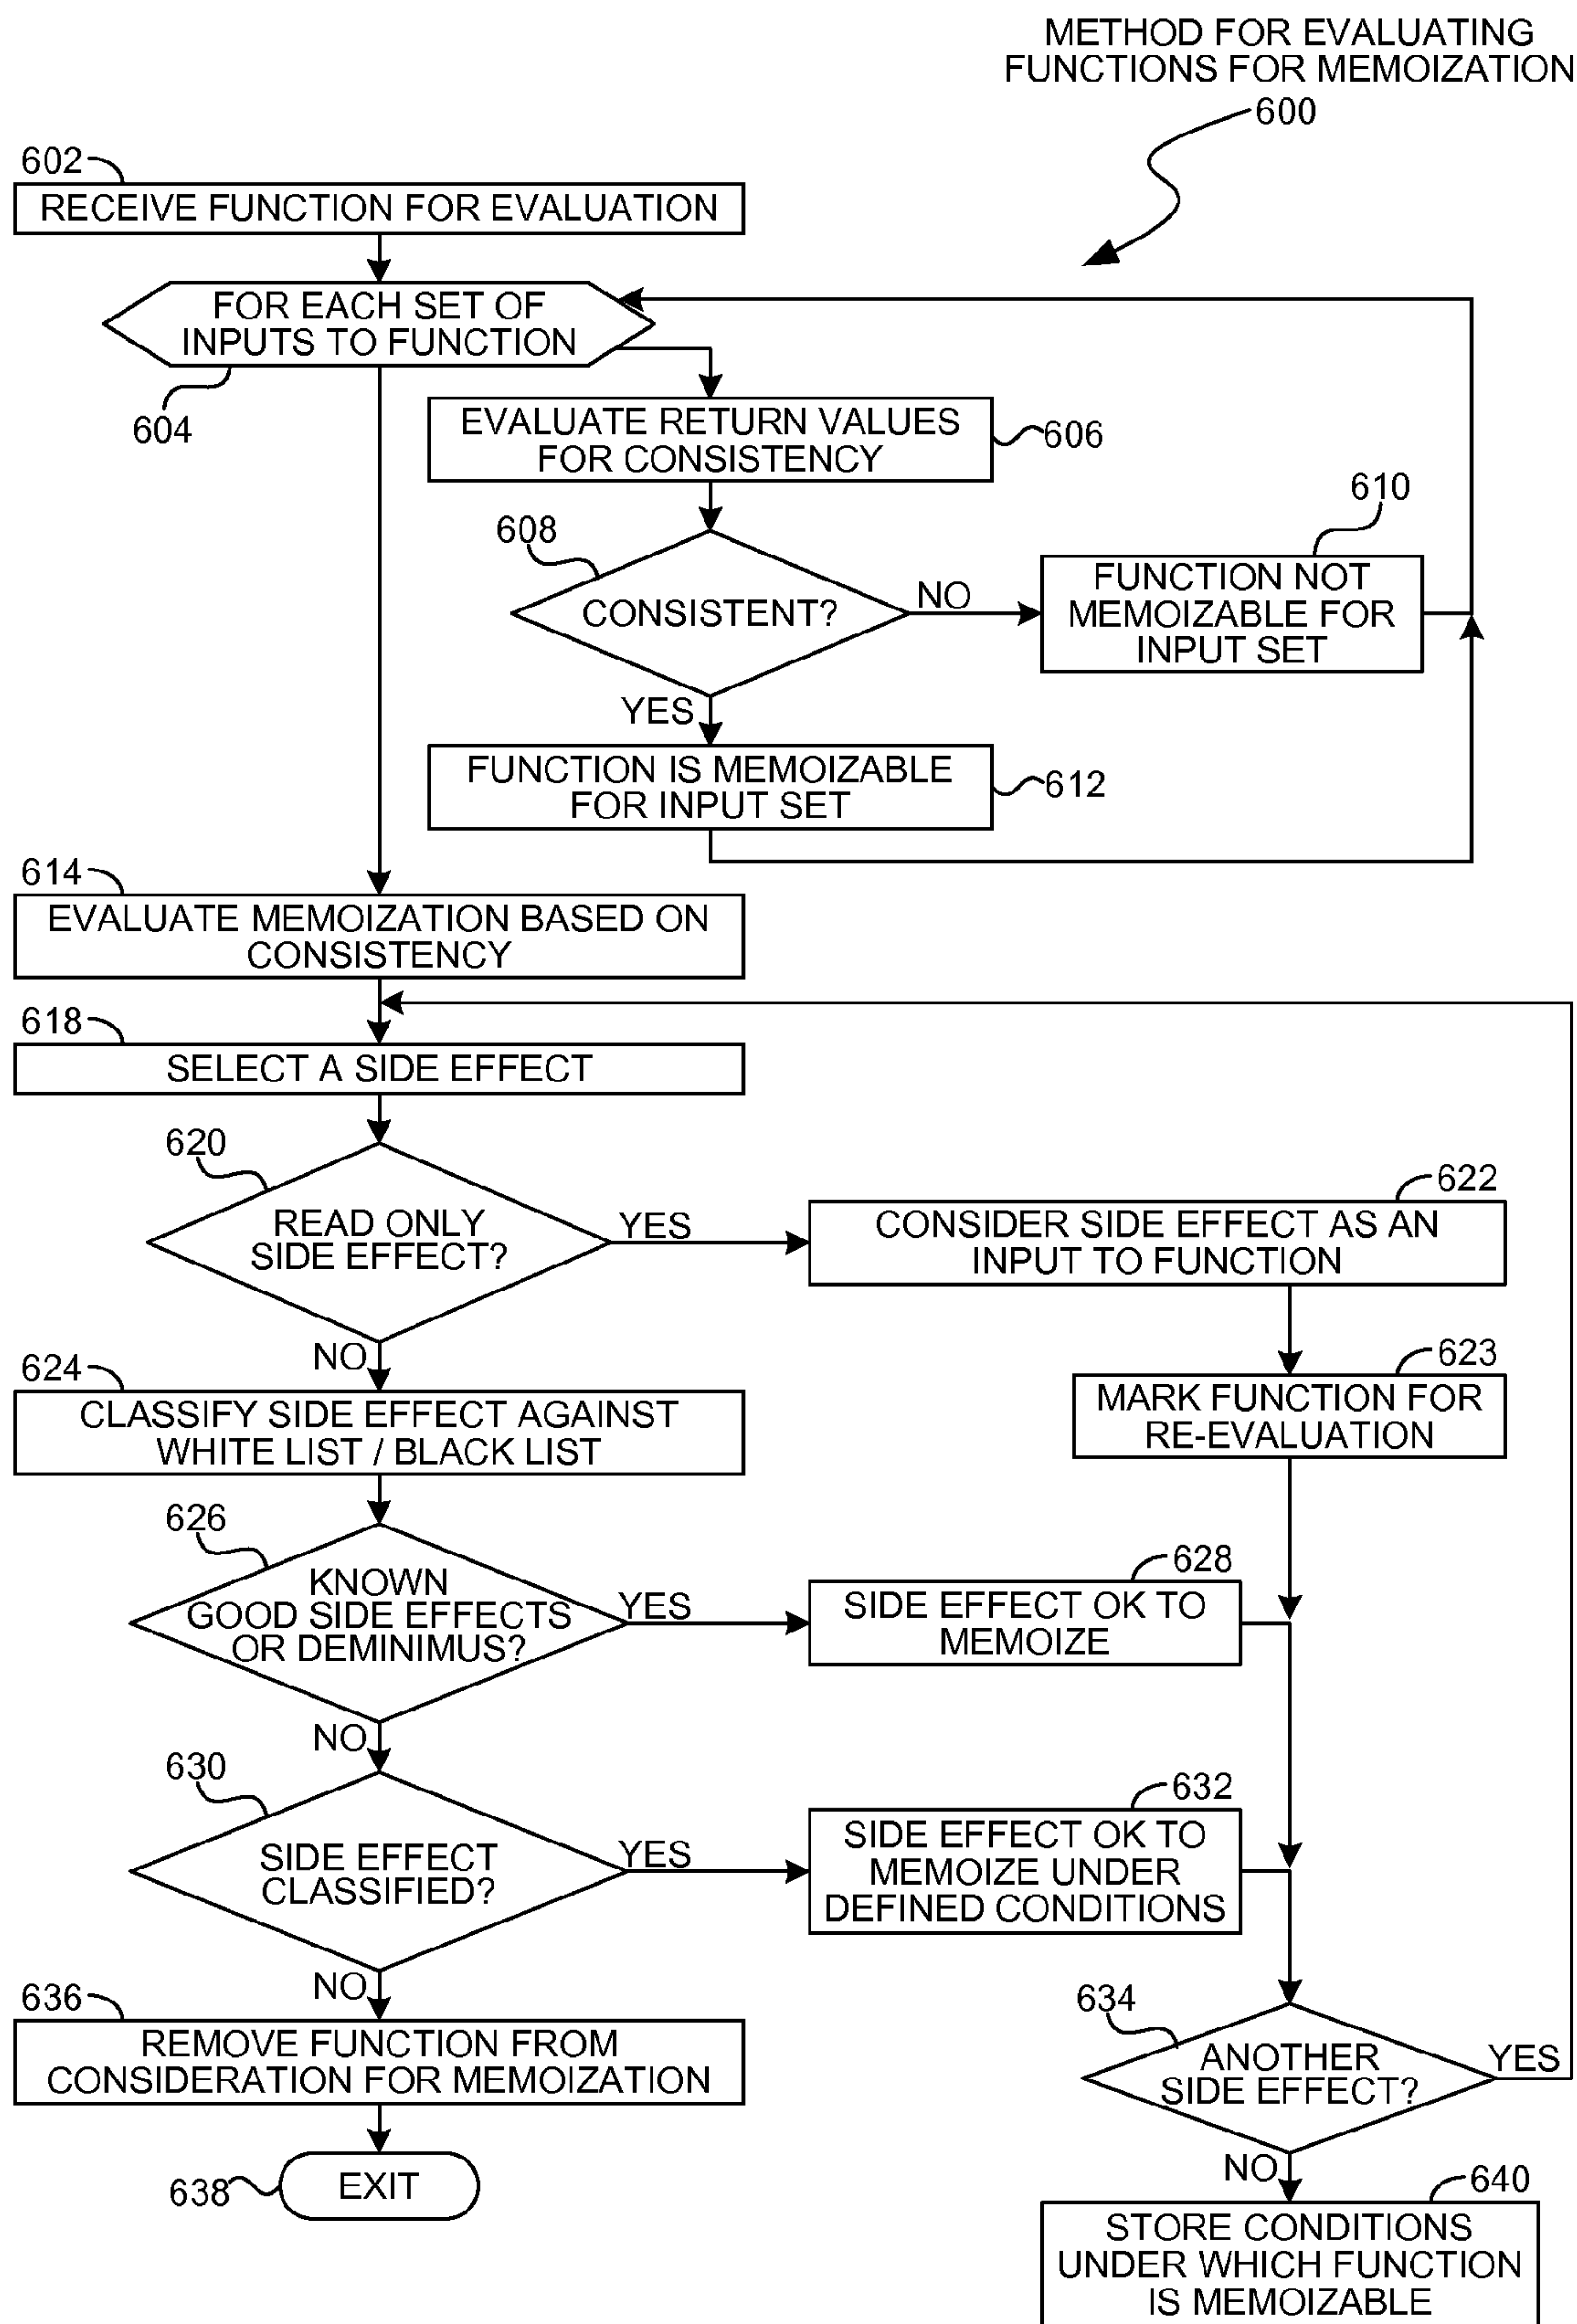 METHOD FOR EVALUATING
FUNCTIONS FOR MEMOIZATION
600
602
RECEIVE FUNCTION FOR EVALUATION
FOR EACH SET OF
INPUTS TO FUNCTION
604
EVALUATE RETURN VALUES
FOR CONSISTENCY
606
608
CONSISTENT?
NO
610
FUNCTION NOT
MEMOIZABLE FOR
INPUT SET
YES
FUNCTION IS MEMOIZABLE
FOR INPUT SET
612
614
EVALUATE MEMOIZATION BASED ON
CONSISTENCY
618
SELECT A SIDE EFFECT
620
READ ONLY
SIDE EFFECT?
YES
622
CONSIDER SIDE EFFECT AS AN
INPUT TO FUNCTION
623
MARK FUNCTION FOR
RE-EVALUATION
NO
624
CLASSIFY SIDE EFFECT AGAINST
WHITE LIST / BLACK LIST
626
KNOWN
GOOD SIDE EFFECTS
OR DEMINIMUS?
YES
628
SIDE EFFECT OK TO
MEMOIZE
NO
630
SIDE EFFECT
CLASSIFIED?
YES
632
SIDE EFFECT OK TO
MEMOIZE UNDER
DEFINED CONDITIONS
NO
636
REMOVE FUNCTION FROM
CONSIDERATION FOR MEMOIZATION
638
EXIT
634
ANOTHER
SIDE EFFECT?
YES
NO
640
STORE CONDITIONS
UNDER WHICH FUNCTION
IS MEMOIZABLE